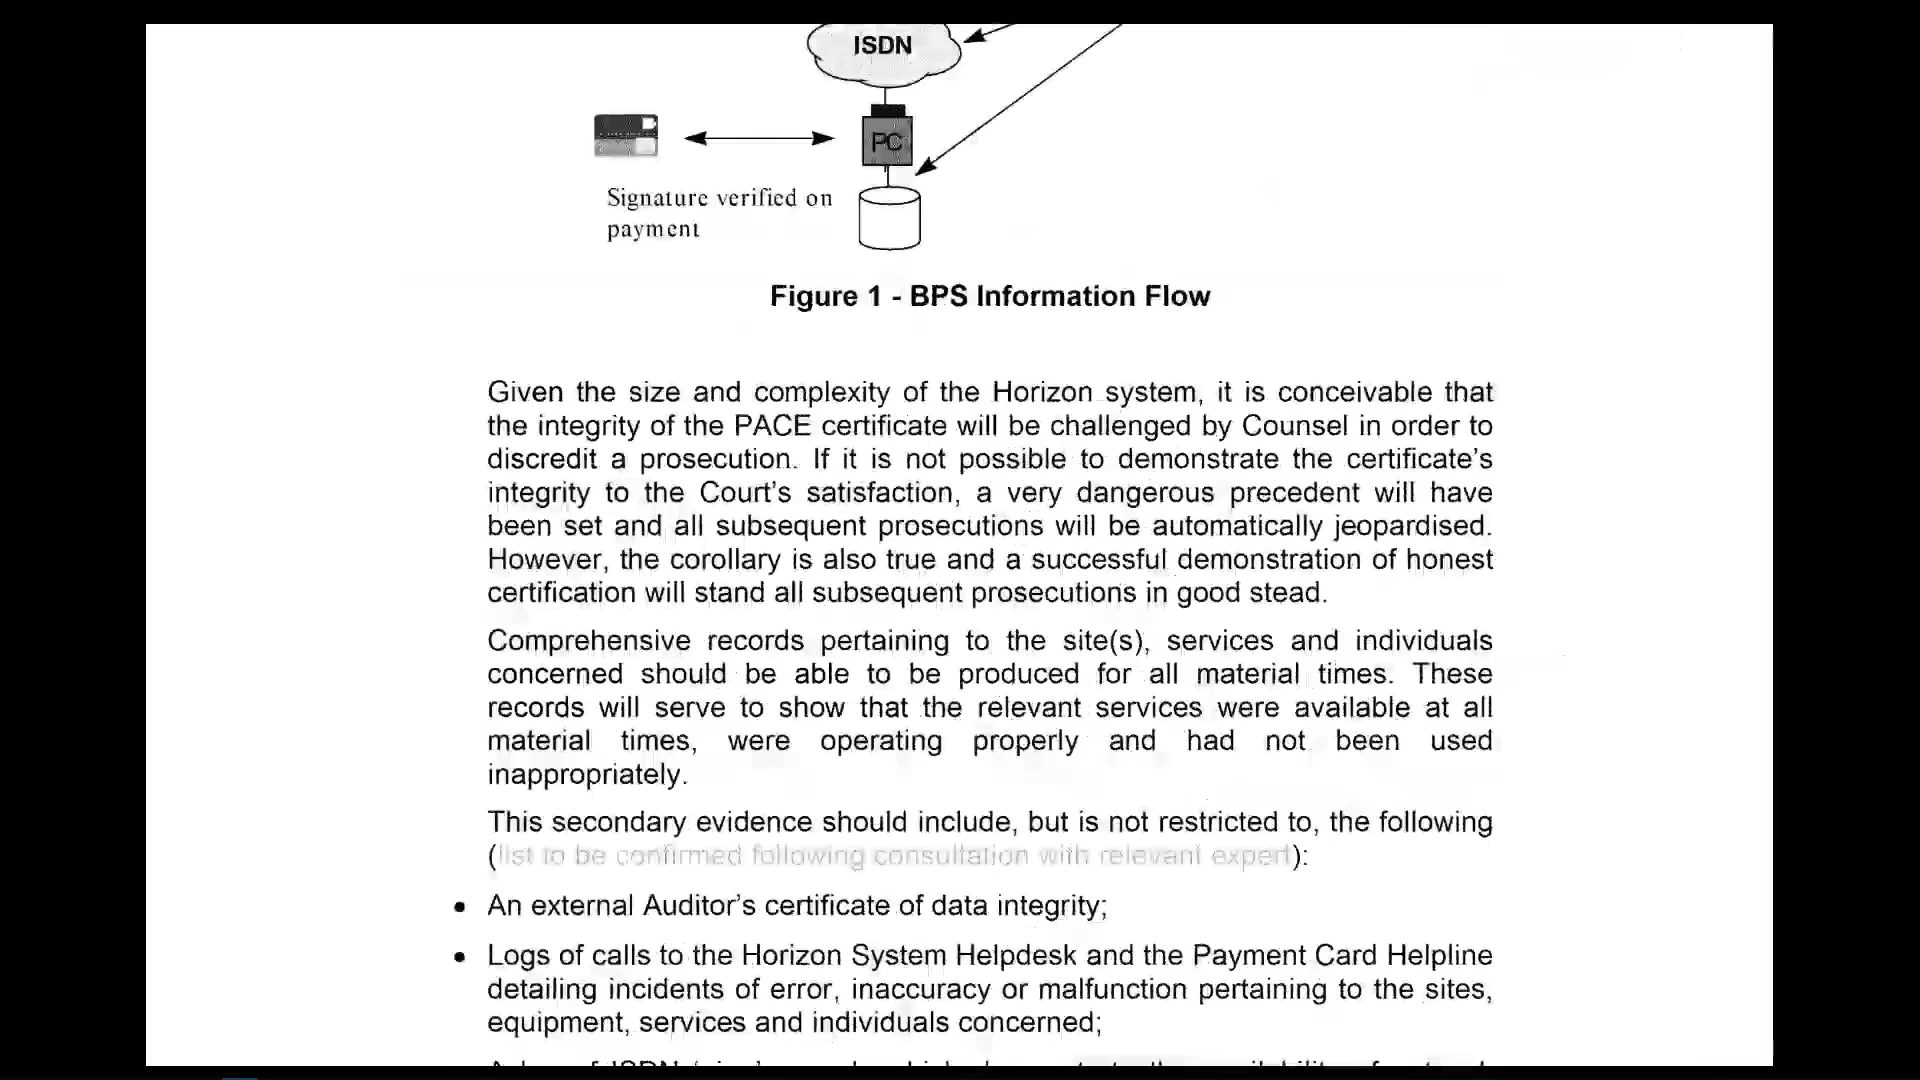 ISDN
PC
Signature verified on
payment
Figure 1 - BPS Information Flow
Given the size and complexity of the Horizon system, it is conceivable that
the integrity of the PACE certificate will be challenged by Counsel in order to
discredit a prosecution. If it is not possible to demonstrate the certificate's
integrity to the Court's satisfaction, a very dangerous precedent will have
been set and all subsequent prosecutions will be automatically jeopardised.
However, the corollary is also true and a successful demonstration of honest
certification will stand all subsequent prosecutions in good stead.
Comprehensive records pertaining to the site(s), services and individuals
concerned should be able to be produced for all material times. These
records will serve to show that the relevant services were available at all
material times, were operating properly and had not been used
inappropriately.
This secondary evidence should include, but is not restricted to, the following
(list to be confirmed following consultation with relevant expert):
• An external Auditor's certificate of data integrity;
• Logs of calls to the Horizon System Helpdesk and the Payment Card Helpline
detailing incidents of error, inaccuracy or malfunction pertaining to the sites,
equipment, services and individuals concerned;